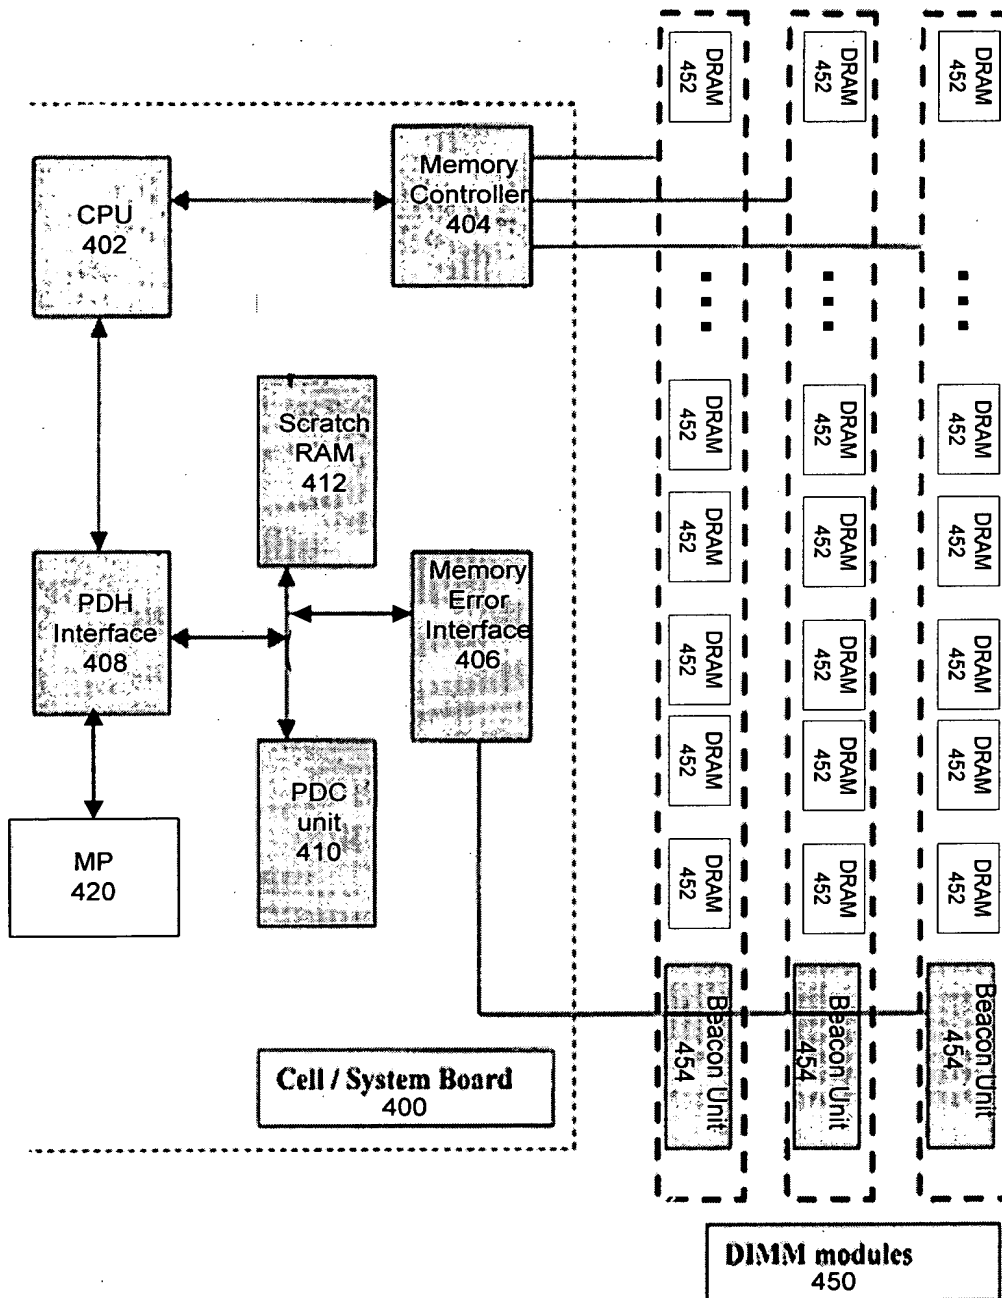 DRAM
452
DRAM
452
DRAM
452
Memory
Controller
404
CPU
402
Scratch
RAM
412
DRAM
452
DRAM
452
DRAM
452
DRAM
452
DRAM
452
DRAM
452
PDH
Interface
408
Memory
Error
Interface
406
DRAM
452
DRAM
452
DRAM
452
DRAM
452
DRAM
452
DRAM
452
PDC
unit
410
MP
420
DRAM
452
DRAM
452
DRAM
452
Beacon Unit
454
Beacon Unit
454
Beacon Unit
454
Cell / System Board
400
DIMM modules
450